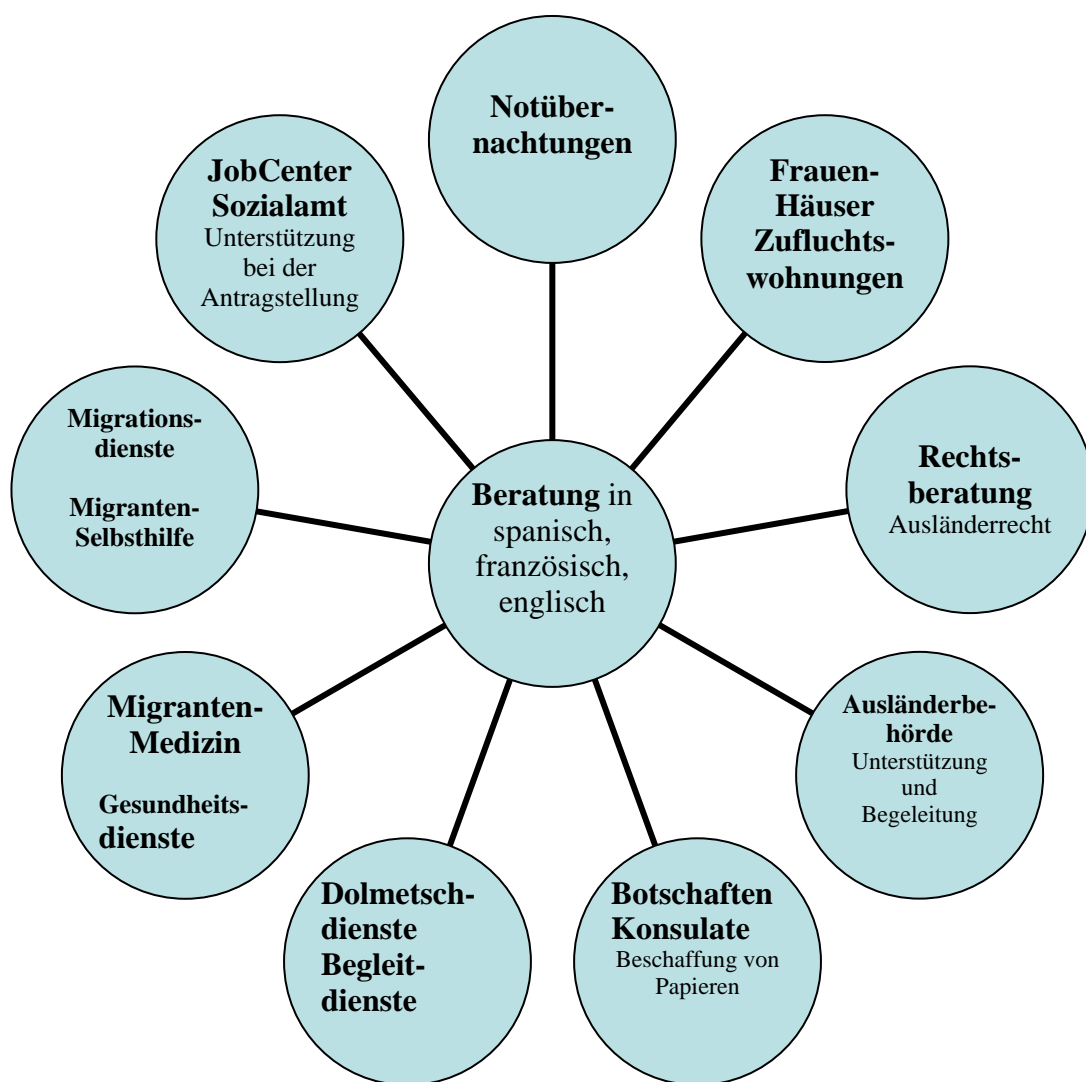 Notüber-
nachtungen
JobCenter
Sozialamt
Unterstützung
bei der
Antragstellung
Frauen-
Häuser
Zufluchts-
wohnungen
Migrations-
dienste
Migranten-
Selbsthilfe
Beratung in
spanisch,
französisch,
englisch
Rechts-
beratung
Ausländerrecht
Migranten-
Medizin
Gesundheits-
dienste
Ausländerbe-
hörde
Unterstützung
und
Begeleitung
Dolmetsch-
dienste
Begleit-
dienste
Botschaften
Konsulate
Beschaffung von
Papieren